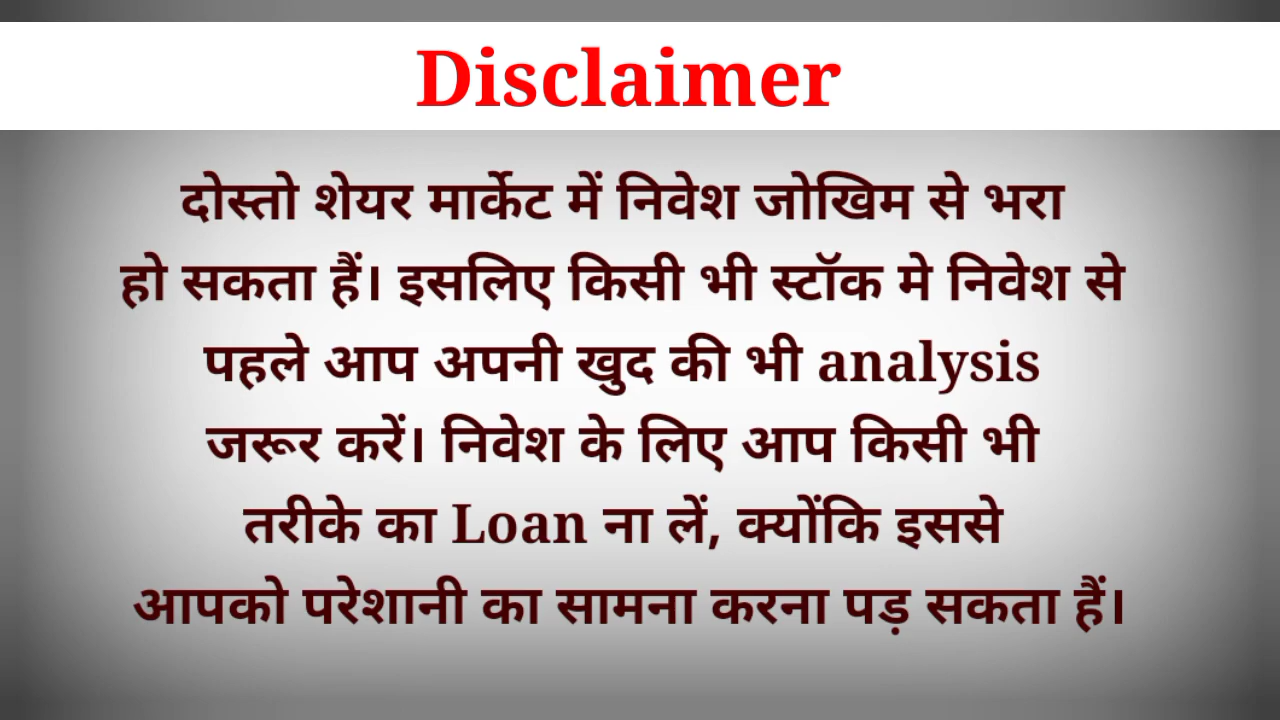 Disclaimer
दोस्तो शेयर मार्केट में निवेश जोखिम से भरा
हो सकता हैं। इसलिए किसी भी स्टॉक मे निवेश से
पहले आप अपनी खुद की भी analysis
जरूर करें। निवेश के लिए आप किसी भी
तरीके का Loan ना लें, क्योंकि इससे
आपको परेशानी का सामना करना पड़ सकता हैं।